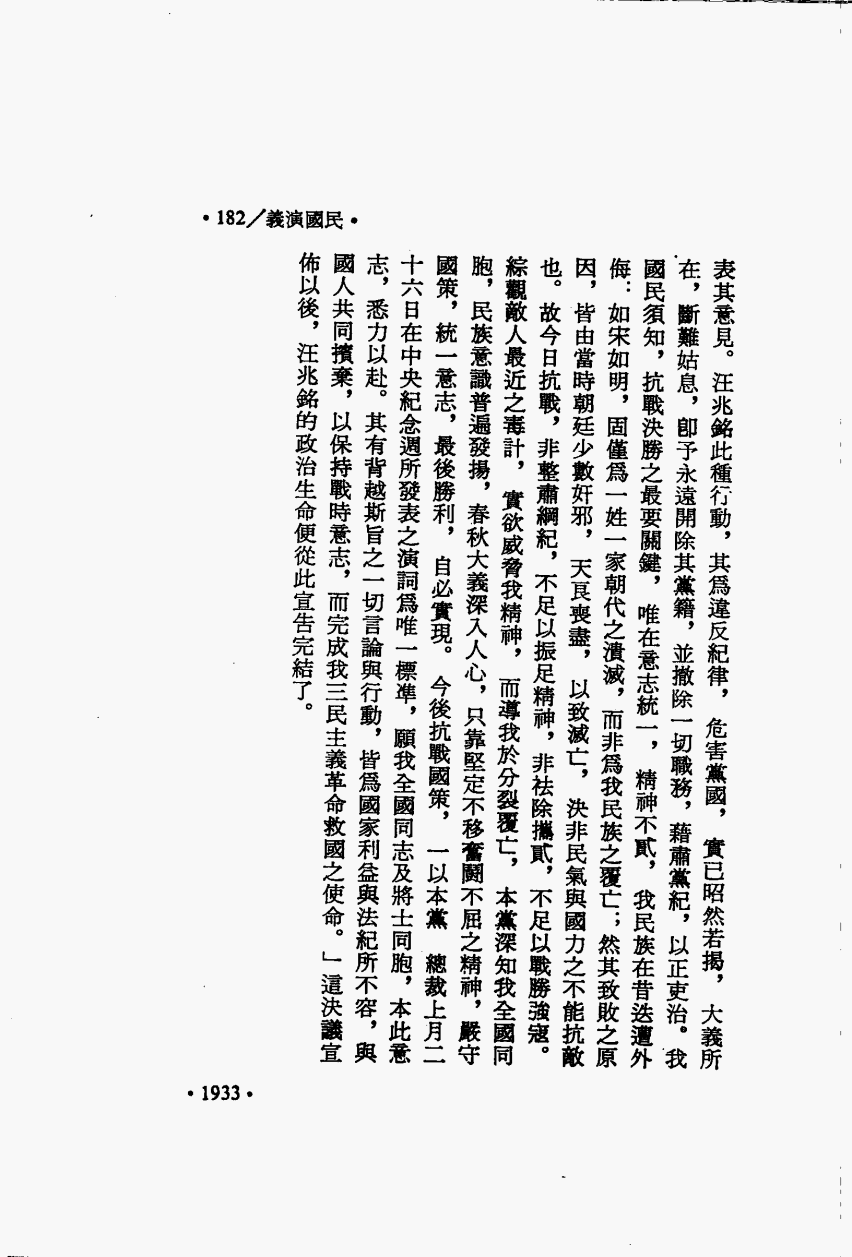 •182／義演國民•
表其意見。汪兆銘此種行動，其爲違反紀律，危害黨國，實已昭然若揭，大義所
在，斷難姑息，卽予永遠開除其黨籍，並撤除一切職務，藉肅黨紀，以正吏治。我
國民須知，抗戰決勝之最要關鍵，唯在意志統一，精神不貳，我民族在昔迭遭外
侮：如宋如明，固僅爲一姓一家朝代之潰滅，而非爲我民族之覆亡；然其致敗之原
因，皆由當時朝廷少數奸邪，天良喪盡，以致滅亡，決非民氣與國力之不能抗敵
也。故今日抗戰，非整肅綱紀，不足以振足精神，非祛除攜貳，不足以戰勝強寇。
綜觀敵人最近之毒計，實欲威脅我精神，而導我於分裂覆亡，本黨深知我全國同
胞，民族意識普遍發揚，春秋大義深入人心，只靠堅定不移奮鬭不屈之精神，嚴守
國策，統一意志，最後勝利，自必實現。今後抗戰國策，一以本黨　總裁上月二
十六日在中央紀念週所發表之演詞爲唯一標準，願我全國同志及將士同胞，本此意
志，悉力以赴。其有背越斯旨之一切言論與行動，皆爲國家利益與法紀所不容，與
國人共同擯棄，以保持戰時意志，而完成我三民主義革命救國之使命。」這決議宣
佈以後，汪兆銘的政治生命便從此宣告完結了。
•1933•